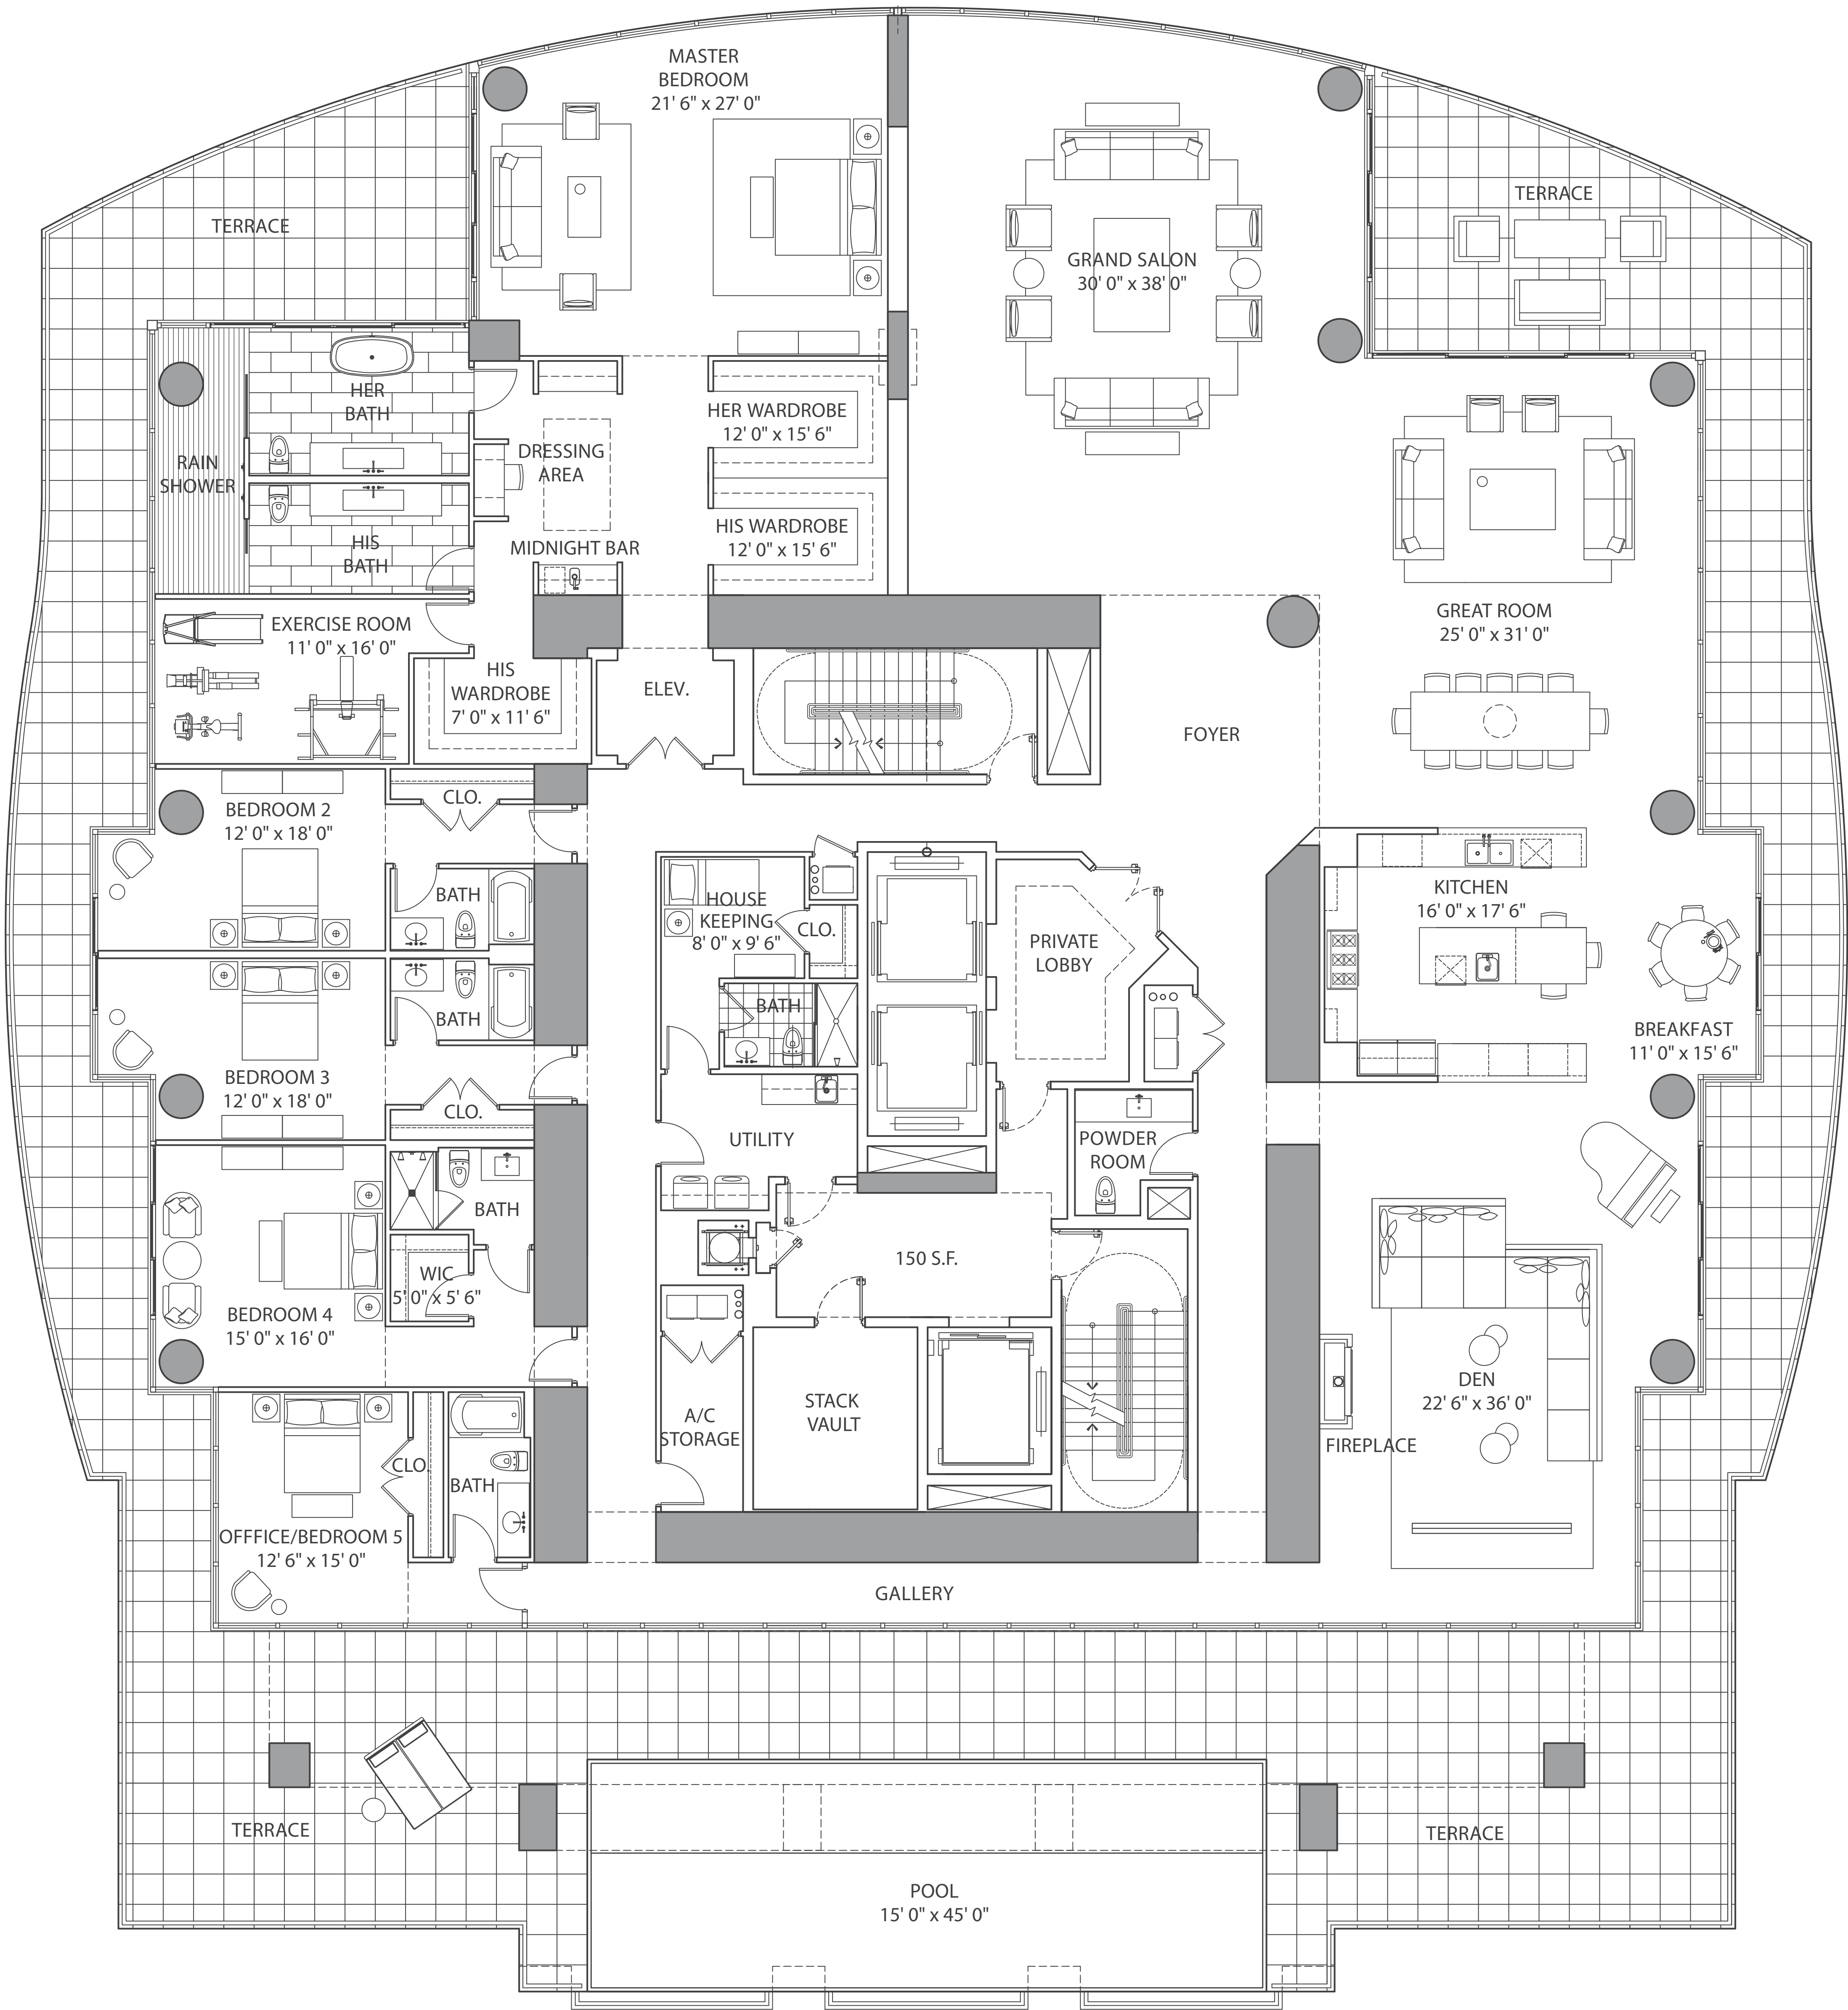 MASTER
BEDROOM
21' 6" x 27' 0"
TERRACE
TERRACE
GRAND SALON
30' 0" x 38' 0"
HER
BATH
HER WARDROBE
12' 0" x 15' 6"
DRESSING
AREA
RAIN
SHOWER
HIS WARDROBE
12' 0" x 15' 6"
MIDNIGHT BAR
HIS
BATH
EXERCISE ROOM
11' 0" x 16' 0"
GREAT ROOM
25' 0" x 31' 0"
HIS
WARDROBE
7' 0" x 11' 6"
ELEV.
FOYER
BEDROOM 2
12' 0" x 18' 0"
CLO.
BATH
HOUSE
KEEPING
8' 0" x 9' 6"
CLO.
PRIVATE
LOBBY
KITCHEN
16' 0" x 17' 6"
BATH
BATH
BREAKFAST
11' 0" x 15' 6"
BEDROOM 3
12' 0" x 18' 0"
CLO.
UTILITY
POWDER
ROOM
BATH
WIC
5' 0" x 5' 6"
150 S.F.
BEDROOM 4
15' 0" x 16' 0"
DEN
22' 6" x 36' 0"
STACK
VAULT
A/C
STORAGE
FIREPLACE
CLO.
BATH
OFFFICE/BEDROOM 5
12' 6" x 15' 0"
GALLERY
TERRACE
TERRACE
POOL
15' 0" x 45' 0"